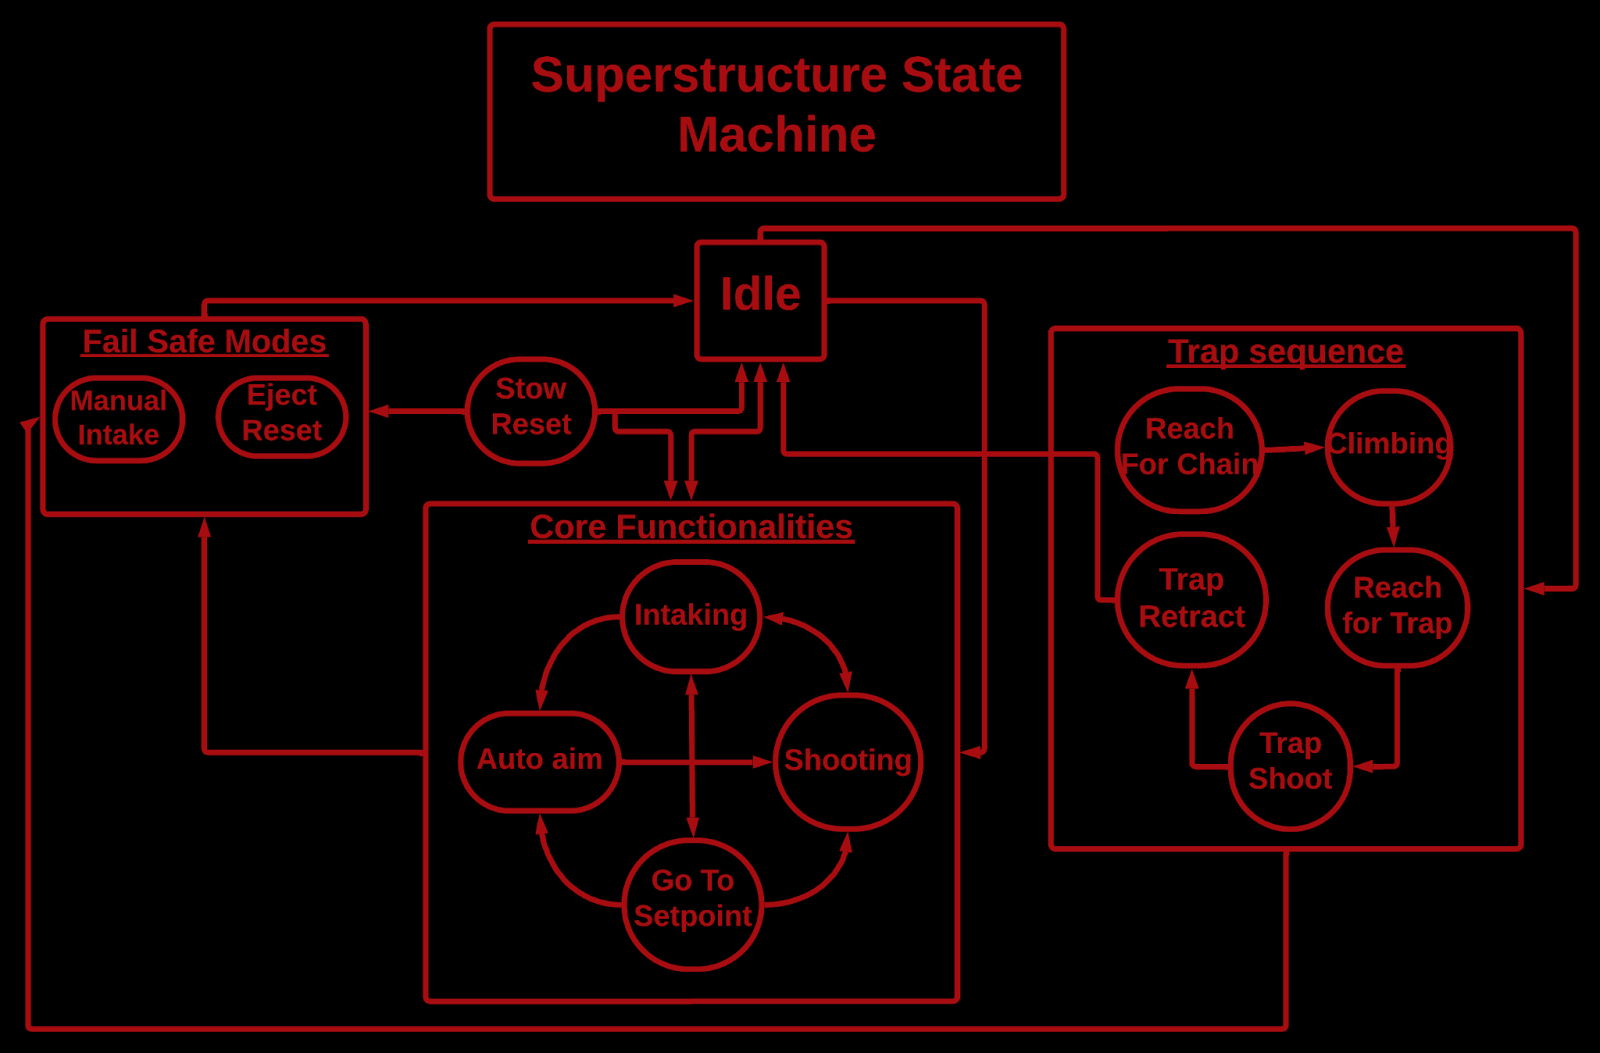 Superstructure State
Machine
Idle
Fail Safe Modes
Manual
Intake
Eject
Reset
Stow
Reset
Trap sequence
Reach
For Chain
Climbing
Trap
Retract
Reach
for Trap
Trap
Shoot
Core Functionalities
Intaking
Auto aim
Shooting
Go To
Setpoint